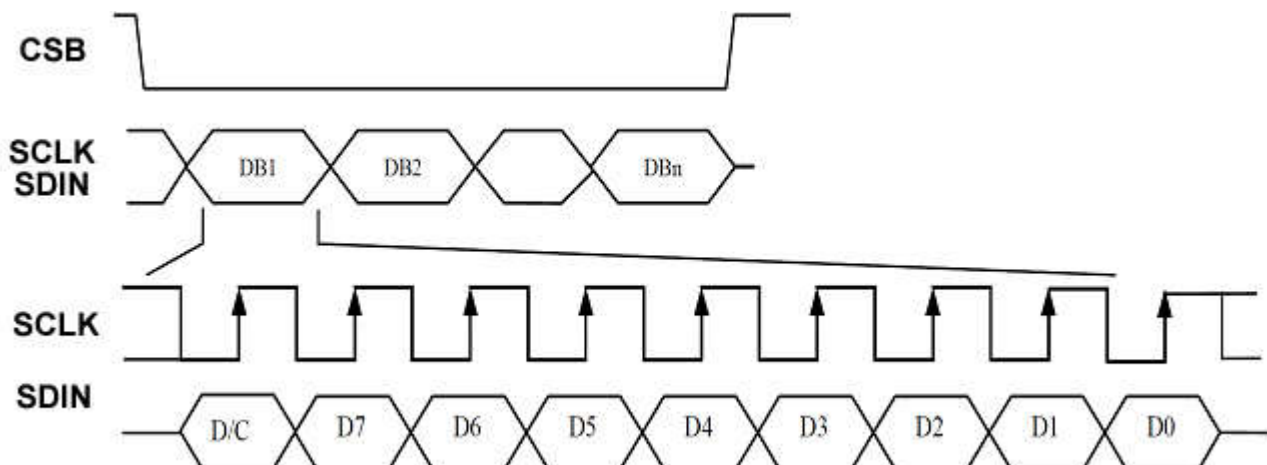 CSB
SCLK
SDIN
DB1 DB2 DBn
SCLK
SDIN
D/C D7 D6 D5 D4 D3 D2 D1 D0